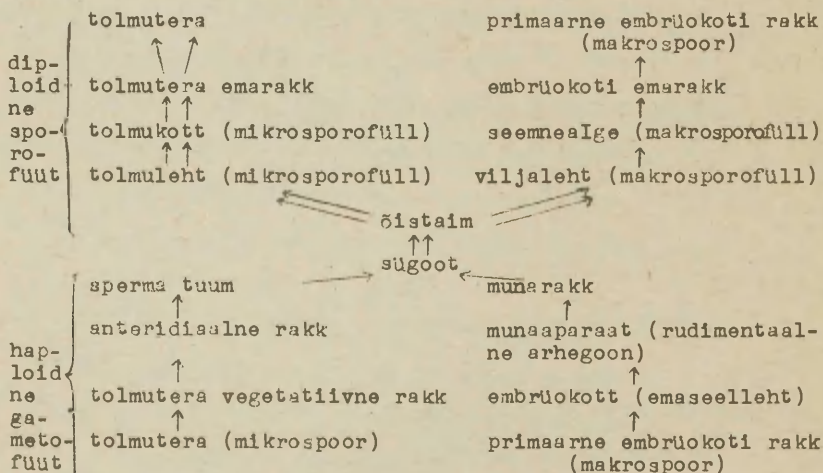 tolmutera
primaarne embrüokoti rakk
(makrospoor)
dip-
loid
ne
spo-
ro-
füüt
tolmutera emarakk
embrüokoti emarakk
tolmukott (mikrosporofüll)
seemnealge (makrosporofüll)
tolmuleht (mikrosporofüll)
viljaleht (makrosporofüll)
õistaim
sügoot
sperma tuum
munarakk
anteridiaalne rakk
munaaparaat (rudimentaal-
ne arhegoon)
hap-
loid
ne
ga-
meto-
füüt
tolmutera vegetatiivne rakk
embrüokott (emaseelleht)
tolmutera (mikrospoor)
primaarne embrüokoti rakk
(makrospoor)